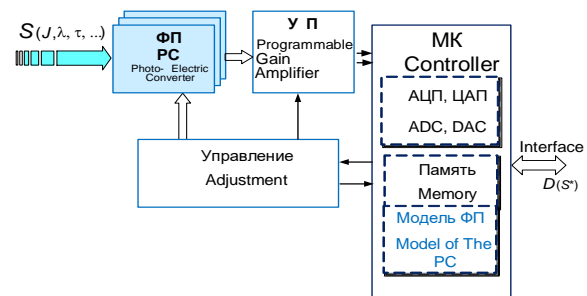 S(J,λ, τ, ...)
ФП
РС
Photo- Electric
Converter
У П
Programmable
Gain
Amplifier
МК
Controller
АЦП, ЦАП
ADC, DAC
Управление
Adjustment
Память
Memory
Модель ФП
Model of The
PC
Interface
D(S*)